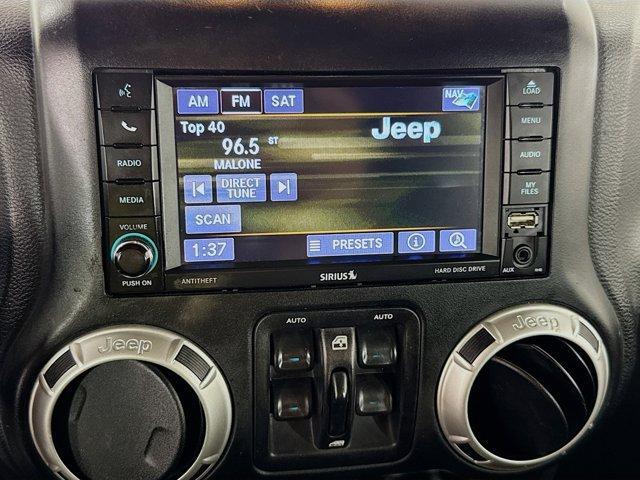 AM FM SAT NAV
Top 40
Jeep
96.5 ST
MALONE
DIRECT
TUNE
SCAN
1:37 PRESETS
RADIO
MEDIA
VOLUME
PUSH ON
ANTITHEFT
SIRIUS
HARD DISC DRIVE
LOAD
MENU
AUDIO
MY
FILES
AUX
RHB
AUTO AUTO
Jeep
Jeep